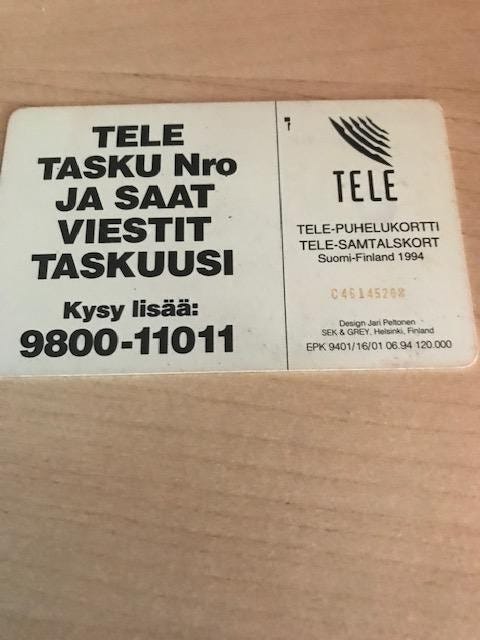 TELE
TASKU Nro
JA SAAT
VIESTIT
TASKUUSI
Kysy lisää:
9800-11011
TELE
TELE-PUHELUKORTTI
TELE-SAMTALSKORT
Suomi-Finland 1994
C46145268
Design Jari Peltonen
SEK & GREY, Helsinki, Finland
EPK 9401/16/01 06.94 120.000